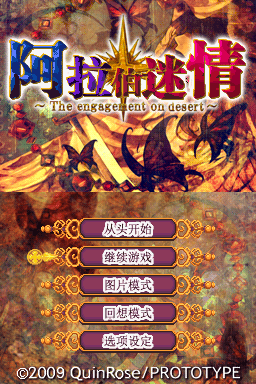 阿拉伯迷情
～The engagement on desert～
从头开始
继续游戏
图片模式
回想模式
选项设定
©2009 QuinRose/PROTOTYPE